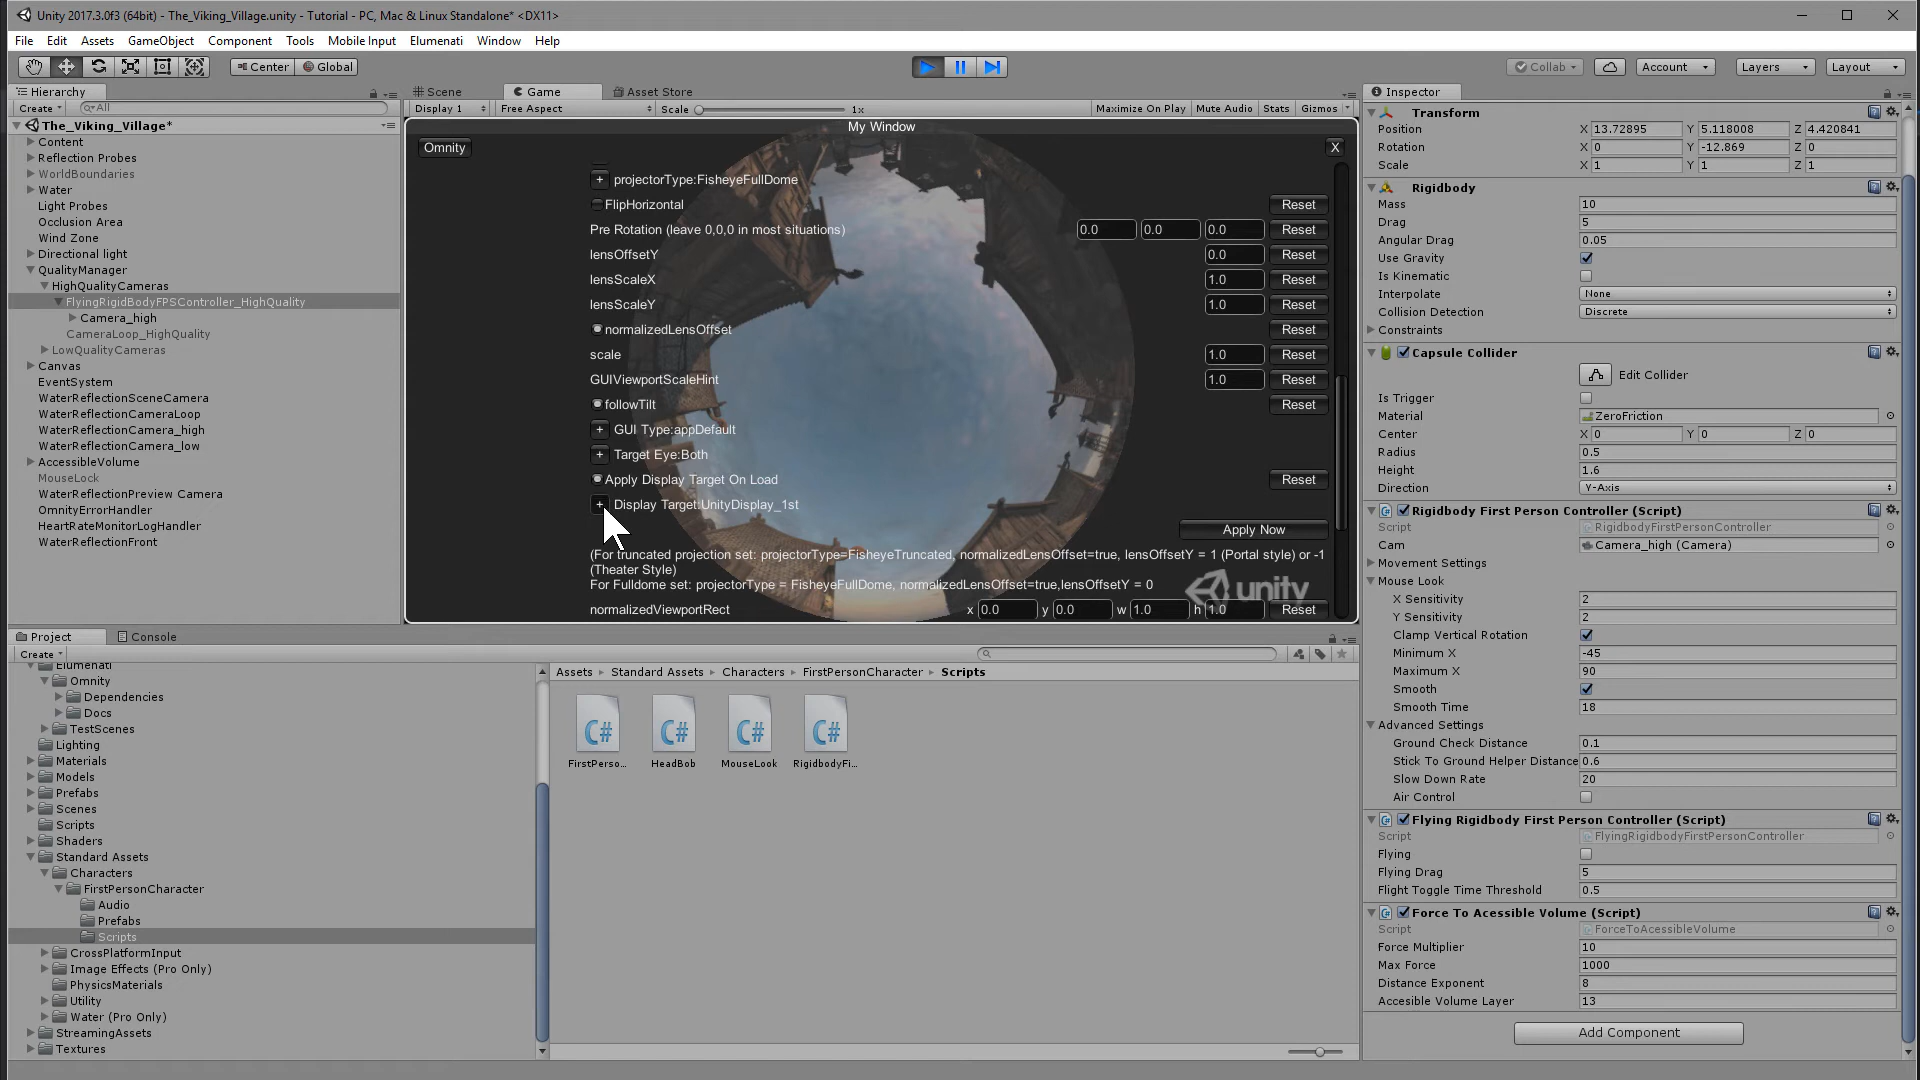 Unity 2017.3.0f3 (64bit) - The_Viking_Village.unity - Tutorial - PC, Mac & Linux Standalone* <DX11>
File Edit Assets GameObject Component Tools Mobile Input Elumenati Window Help
Center Global Collab Account Layers Layout
Hierarchy
Create All
The_Viking_Village*
Content
Reflection Probes
WorldBoundaries
Water
Light Probes
Occlusion Area
Wind Zone
Directional light
QualityManager
HighQualityCameras
FlyingRigidBodyFPSController_HighQuality
Camera_high
CameraLoop_HighQuality
LowQualityCameras
Canvas
EventSystem
WaterReflectionSceneCamera
WaterReflectionCameraLoop
WaterReflectionCamera_high
WaterReflectionCamera_low
AccessibleVolume
MouseLock
WaterReflectionPreview Camera
OmnityErrorHandler
HeartRateMonitorLogHandler
WaterReflectionFront
Scene Game Asset Store
Display 1 Free Aspect Scale 1x Maximize On Play Mute Audio Stats Gizmos
My Window
Omnity X
+ projectorType:FisheyeFullDome
FlipHorizontal Reset
Pre Rotation (leave 0,0,0 in most situations) 0.0 0.0 0.0 Reset
lensOffsetY 0.0 Reset
lensScaleX 1.0 Reset
lensScaleY 1.0 Reset
normalizedLensOffset Reset
scale 1.0 Reset
GUIViewportScaleHint 1.0 Reset
followTilt Reset
+ GUI Type:appDefault
+ Target Eye:Both
Apply Display Target On Load Reset
+ Display Target:UnityDisplay_1st
Apply Now
(For truncated projection set: projectorType=FisheyeTruncated, normalizedLensOffset=true, lensOffsetY = 1 (Portal style) or -1
(Theater Style)
For Fulldome set: projectorType = FisheyeFullDome, normalizedLensOffset=true,lensOffsetY = 0
unity
normalizedViewportRect x 0.0 y 0.0 w 1.0 h 1.0 Reset
Project Console
Create
Elumenati
Omnity
Dependencies
Docs
TestScenes
Lighting
Materials
Models
Prefabs
Scenes
Scripts
Shaders
Standard Assets
Characters
FirstPersonCharacter
Audio
Prefabs
Scripts
CrossPlatformInput
Image Effects (Pro Only)
PhysicsMaterials
Utility
Water (Pro Only)
StreamingAssets
Textures
Assets Standard Assets Characters FirstPersonCharacter Scripts
C# C# C# C#
FirstPerso... HeadBob MouseLook RigidbodyFi...
Inspector
Transform
Position X 13.72895 Y 5.118008 Z 4.420841
Rotation X 0 Y -12.869 Z 0
Scale X 1 Y 1 Z 1
Rigidbody
Mass 10
Drag 5
Angular Drag 0.05
Use Gravity
Is Kinematic
Interpolate None
Collision Detection Discrete
Constraints
Capsule Collider
Edit Collider
Is Trigger
Material ZeroFriction
Center X 0 Y 0 Z 0
Radius 0.5
Height 1.6
Direction Y-Axis
Rigidbody First Person Controller (Script)
Script RigidbodyFirstPersonController
Cam Camera_high (Camera)
Movement Settings
Mouse Look
X Sensitivity 2
Y Sensitivity 2
Clamp Vertical Rotation
Minimum X -45
Maximum X 90
Smooth
Smooth Time 18
Advanced Settings
Ground Check Distance 0.1
Stick To Ground Helper Distance 0.6
Slow Down Rate 20
Air Control
Flying Rigidbody First Person Controller (Script)
Script FlyingRigidbodyFirstPersonController
Flying
Flying Drag 5
Flight Toggle Time Threshold 0.5
Force To Acessible Volume (Script)
Script ForceToAcessibleVolume
Force Multiplier 10
Max Force 1000
Distance Exponent 8
Accesible Volume Layer 13
Add Component